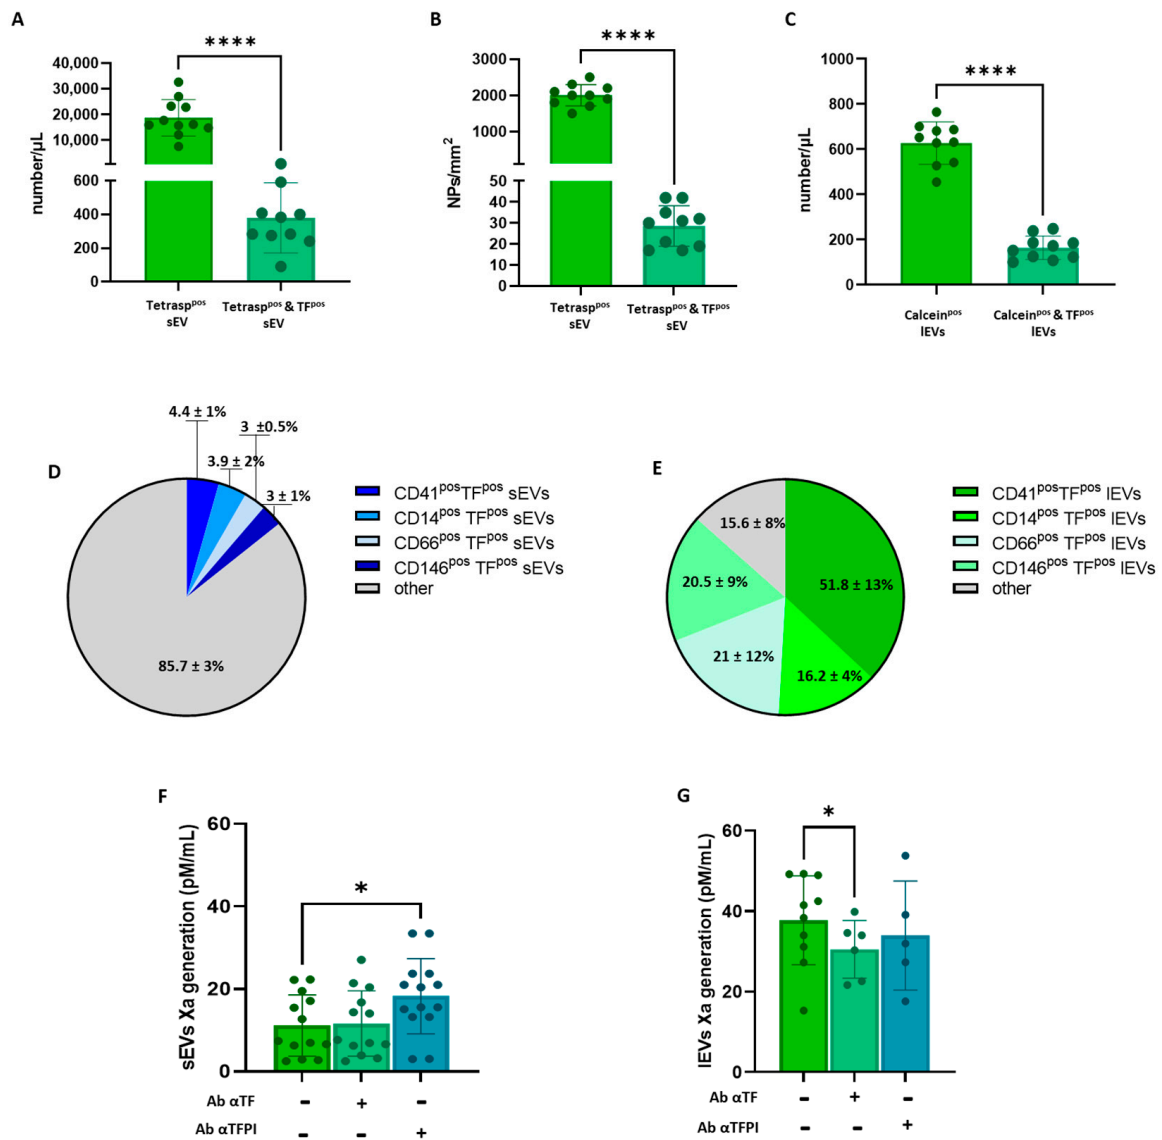 A
****
number/µL
40,000
30,000
20,000
10,000
600
400
200
0
Tetrasp^pos
sEV
Tetrasp^pos & TF^pos
sEV
B
****
NPs/mm²
3000
2000
1000
50
40
30
20
10
0
Tetrasp^pos
sEV
Tetrasp^pos & TF^pos
sEV
C
****
number/µL
1000
800
600
400
200
0
Calcein^pos
lEVs
Calcein^pos & TF^pos
lEVs
D
4.4 ± 1%
3.9 ± 2%
3 ±0.5%
3 ± 1%
85.7 ± 3%
CD41^posTF^pos sEVs
CD14^pos TF^pos sEVs
CD66^pos TF^pos sEVs
CD146^pos TF^pos sEVs
other
E
15.6 ± 8%
51.8 ± 13%
20.5 ± 9%
21 ± 12%
16.2 ± 4%
CD41^posTF^pos lEVs
CD14^pos TF^pos lEVs
CD66^pos TF^pos lEVs
CD146^pos TF^pos lEVs
other
F
*
sEVs Xa generation (pM/mL)
60
40
20
0
Ab αTF - + -
Ab αTFPI - - +
G
*
lEVs Xa generation (pM/mL)
60
40
20
0
Ab αTF - + -
Ab αTFPI - - +